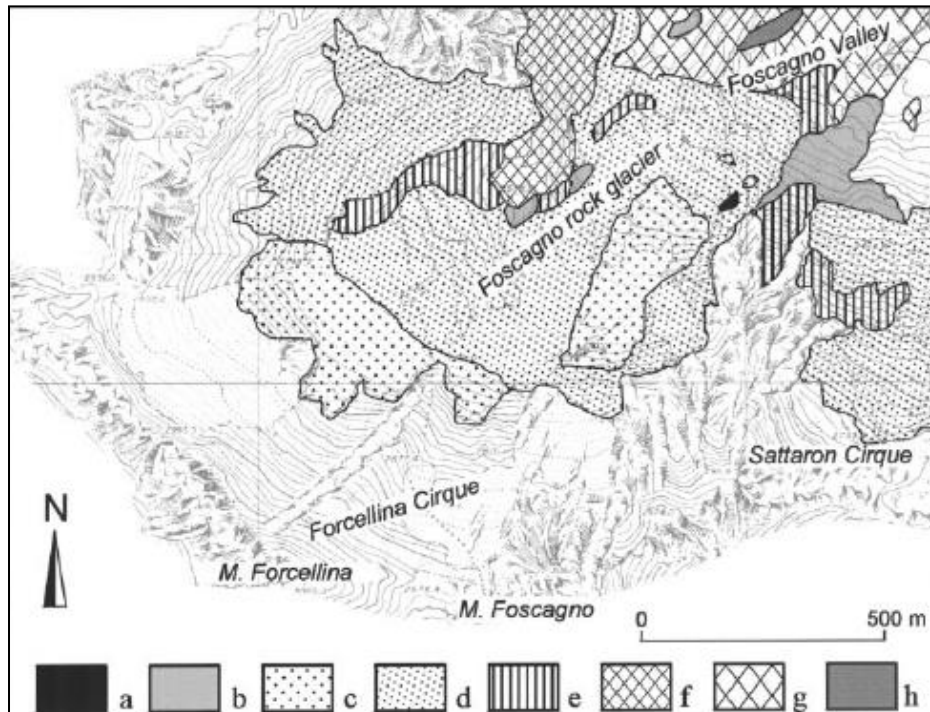 Foscagno Valley
Foscagno rock glacier
Sattaron Cirque
Forcellina Cirque
N
M. Forcellina
M. Foscagno
0 500 m
a b c d e f g h